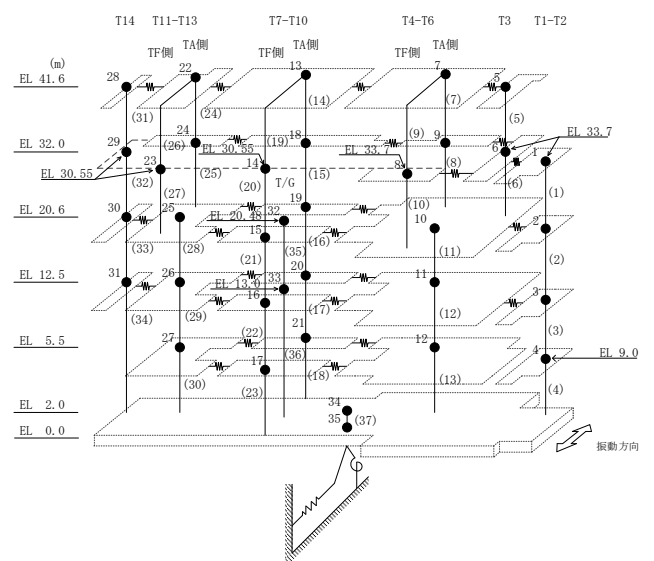 T14 T11-T13 T7-T10 T4-T6 T3 T1-T2
(m) TF側 TA側 TF側 TA側 TF側 TA側
EL 41.6 28 22 13 7 5
(31) (24) (14) (7) (5)
EL 32.0 29 24 18 9 6 1 EL 33.7
(26) (19) (9)
EL 30.55 23 EL 30.55 14 EL 33.7 8 (8)
(32) (25) (15) (6)
(27) (20) (10) (1)
T/G
EL 20.6 30 25 EL 20.48 32 19 10 2
15
(33) (28) (35) (16) (11) (2)
(21)
EL 12.5 31 26 33 20 11 3
EL 13.0
16
(34) (29) (17) (12) (3)
(22)
EL 5.5 27 21 12 4 EL 9.0
(36)
17
(30) (23) (18) (13) (4)
EL 2.0 34
35 (37)
EL 0.0
振動方向